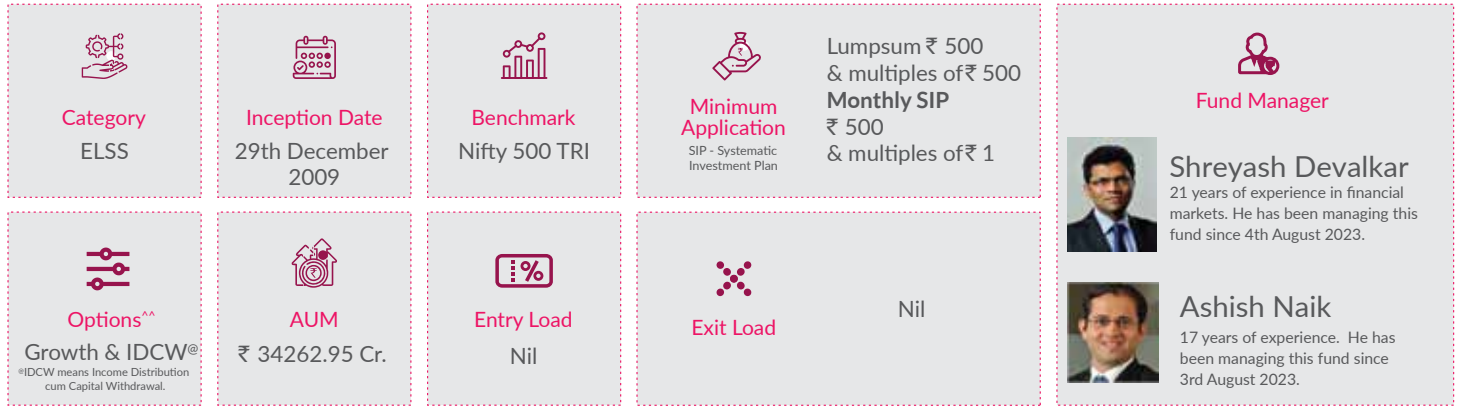 Category
ELSS
Inception Date
29th December
2009
Benchmark
Nifty 500 TRI
Minimum
Application
SIP - Systematic
Investment Plan
Lumpsum ₹ 500
& multiples of ₹ 500
Monthly SIP
₹ 500
& multiples of ₹ 1
Fund Manager
Shreyash Devalkar
21 years of experience in financial
markets. He has been managing this
fund since 4th August 2023.
Ashish Naik
17 years of experience. He has
been managing this fund since
3rd August 2023.
Options^^
Growth & IDCW@
@IDCW means Income Distribution
cum Capital Withdrawal.
₹
AUM
₹ 34262.95 Cr.
%
Entry Load
Nil
Exit Load
Nil